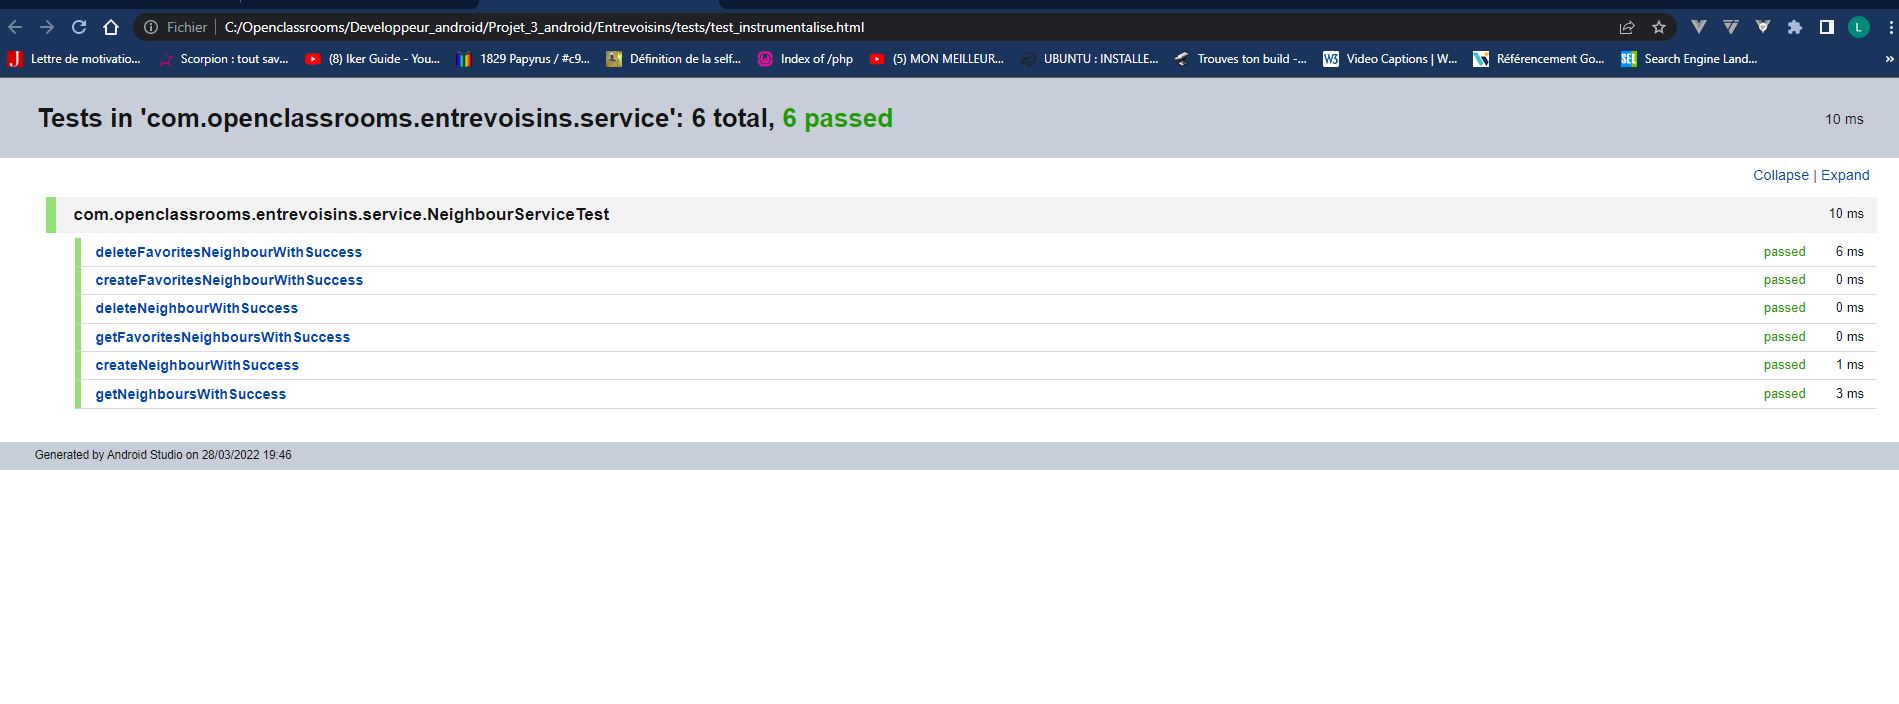 Fichier C:/Openclassrooms/Developpeur_android/Projet_3_android/Entrevoisins/tests/test_instrumentalise.html L
Lettre de motivatio... Scorpion : tout sav... (8) Iker Guide - You... 1829 Papyrus / #c9... Définition de la self... Index of /php (5) MON MEILLEUR... UBUNTU : INSTALLE... Trouves ton build -... Video Captions | W... Référencement Go... SEL Search Engine Land... »
Tests in 'com.openclassrooms.entrevoisins.service': 6 total, 6 passed 10 ms
Collapse | Expand
com.openclassrooms.entrevoisins.service.NeighbourServiceTest 10 ms
deleteFavoritesNeighbourWithSuccess passed 6 ms
createFavoritesNeighbourWithSuccess passed 0 ms
deleteNeighbourWithSuccess passed 0 ms
getFavoritesNeighboursWithSuccess passed 0 ms
createNeighbourWithSuccess passed 1 ms
getNeighboursWithSuccess passed 3 ms
Generated by Android Studio on 28/03/2022 19:46